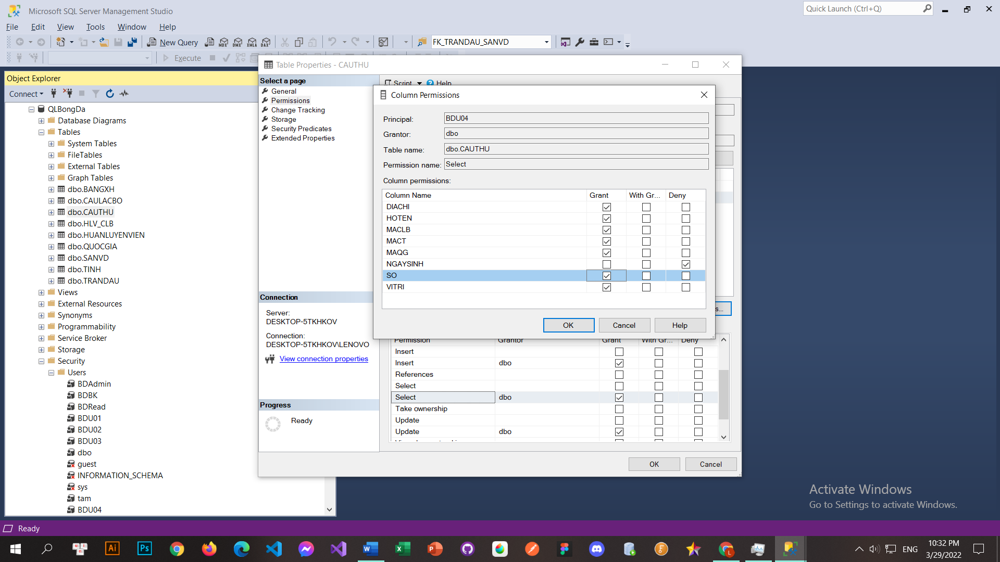 Microsoft SQL Server Management Studio
Quick Launch (Ctrl+Q)
File Edit View Tools Window Help
New Query MDX DMX XMLA DAX FK_TRANDAU_SANVD
Execute
Object Explorer
Connect
QLBongDa
Database Diagrams
Tables
System Tables
FileTables
External Tables
Graph Tables
dbo.BANGXH
dbo.CAULACBO
dbo.CAUTHU
dbo.HLV_CLB
dbo.HUANLUYENVIEN
dbo.QUOCGIA
dbo.SANVD
dbo.TINH
dbo.TRANDAU
Views
External Resources
Synonyms
Programmability
Service Broker
Storage
Security
Users
BDAdmin
BDBK
BDRead
BDU01
BDU02
BDU03
dbo
guest
INFORMATION_SCHEMA
sys
tam
BDU04
Table Properties - CAUTHU
Select a page
General
Permissions
Change Tracking
Storage
Security Predicates
Extended Properties
Connection
Server:
DESKTOP-5TKHKOV
Connection:
DESKTOP-5TKHKOV\LENOVO
View connection properties
Progress
Ready
Script Help
Column Permissions
Principal: BDU04
Grantor: dbo
Table name: dbo.CAUTHU
Permission name: Select
Column permissions:
Column Name Grant With Gr... Deny
DIACHI
HOTEN
MACLB
MACT
MAQG
NGAYSINH
SO
VITRI
OK Cancel Help
s...
Permission Grantor Grant With Gr... Deny
Insert
Insert dbo
References
Select
Select dbo
Take ownership
Update
Update dbo
OK Cancel
Activate Windows
Go to Settings to activate Windows.
Ready
Ai Ps
ENG
10:32 PM
3/29/2022